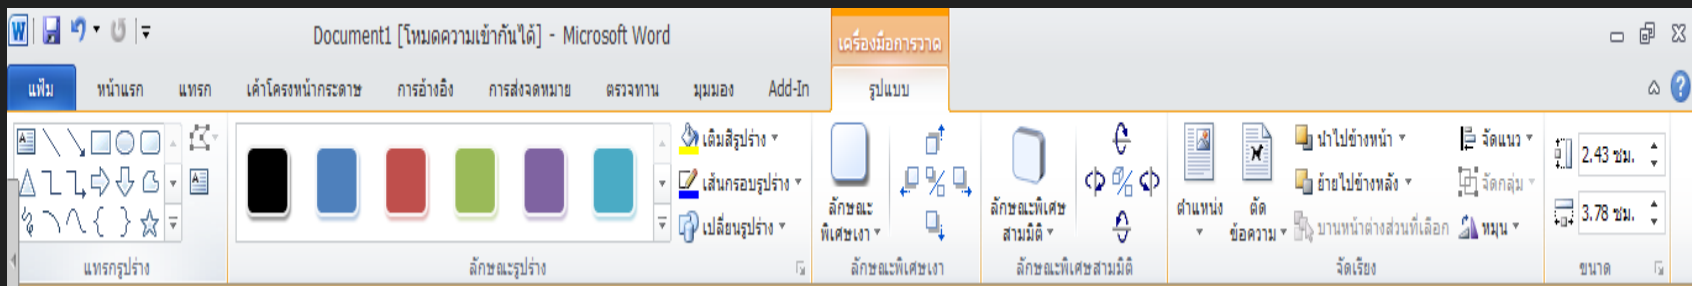 Document1 [โหมดความเข้ากันได้] - Microsoft Word
เครื่องมือการวาด
แฟ้ม หน้าแรก แทรก เค้าโครงหน้ากระดาษ การอ้างอิง การส่งจดหมาย ตรวจทาน มุมมอง Add-In รูปแบบ
เติมสีรูปร่าง
เส้นกรอบรูปร่าง
เปลี่ยนรูปร่าง
ลักษณะ
พิเศษเงา
ลักษณะพิเศษ
สามมิติ
ตำแหน่ง
ตัด
ข้อความ
นำไปข้างหน้า
ย้ายไปข้างหลัง
บานหน้าต่างส่วนที่เลือก
จัดแนว
จัดกลุ่ม
หมุน
2.43 ซม.
3.78 ซม.
แทรกรูปร่าง ลักษณะรูปร่าง ลักษณะพิเศษเงา ลักษณะพิเศษสามมิติ จัดเรียง ขนาด